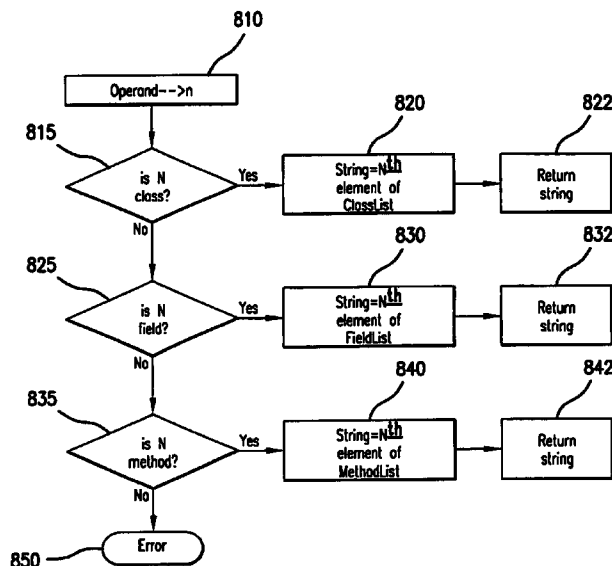 810
Operand-->n
815
820
822
is N
class?
Yes
String=Nth
element of
ClassList
Return
string
No
825
830
832
is N
field?
Yes
String=Nth
element of
FieldList
Return
string
No
835
840
842
is N
method?
Yes
String=Nth
element of
MethodList
Return
string
No
850
Error